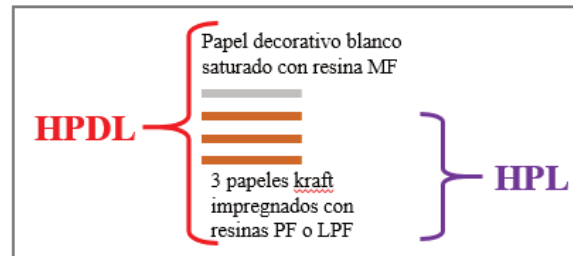 Papel decorativo blanco
saturado con resina MF
HPDL
3 papeles kraft
impregnados con
resinas PF o LPF
HPL